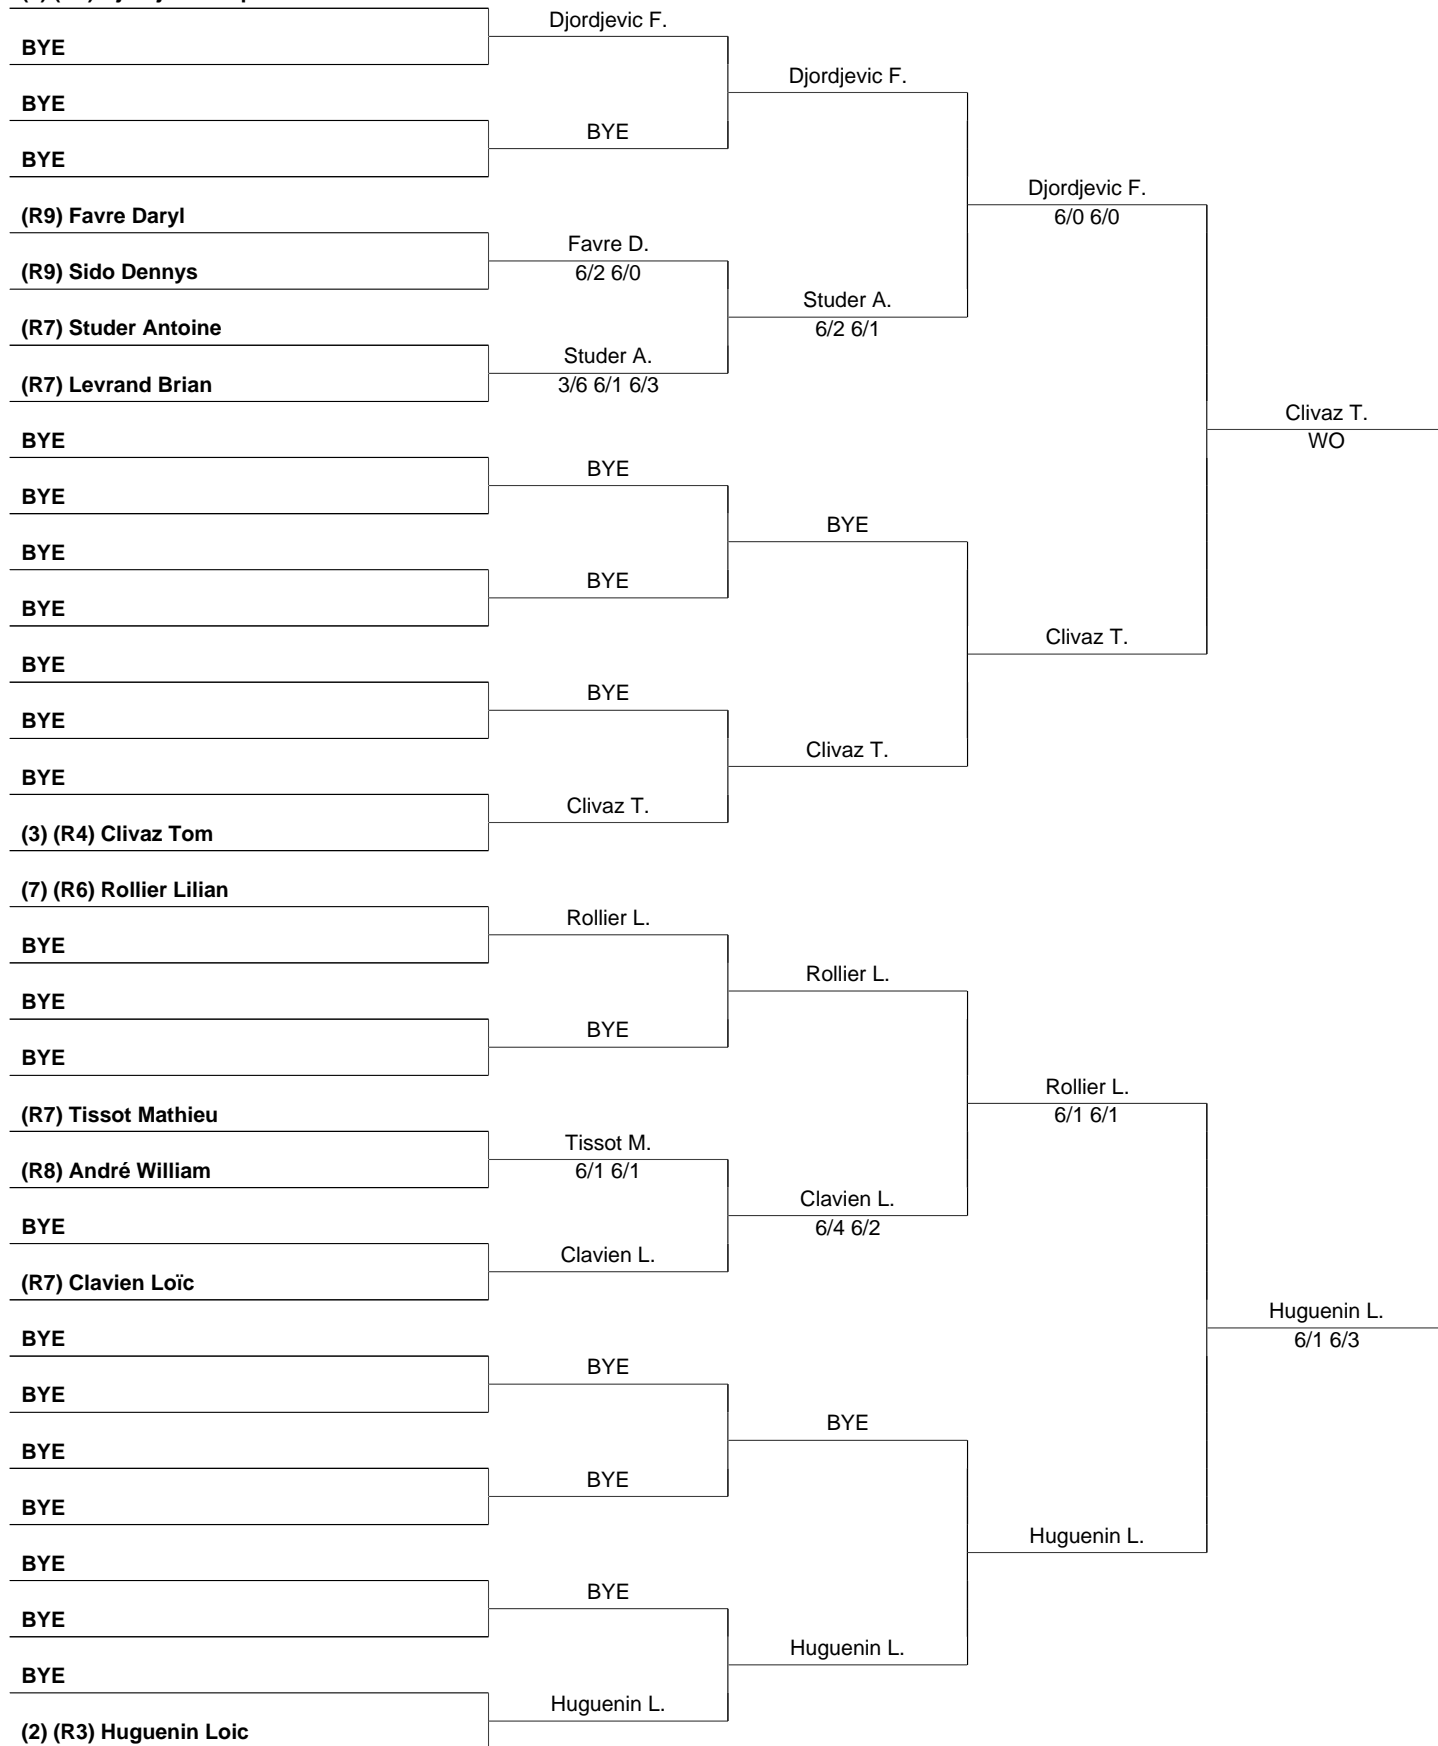 BYE
BYE
BYE
(R9) Favre Daryl
(R9) Sido Dennys
(R7) Studer Antoine
(R7) Levrand Brian
BYE
BYE
BYE
BYE
BYE
BYE
BYE
(3) (R4) Clivaz Tom
(7) (R6) Rollier Lilian
BYE
BYE
BYE
(R7) Tissot Mathieu
(R8) André William
BYE
(R7) Clavien Loïc
BYE
BYE
BYE
BYE
BYE
BYE
BYE
(2) (R3) Huguenin Loic
Djordjevic F.
BYE
Favre D.
6/2 6/0
Studer A.
3/6 6/1 6/3
BYE
BYE
BYE
Clivaz T.
Rollier L.
BYE
Tissot M.
6/1 6/1
Clavien L.
BYE
BYE
BYE
Huguenin L.
Djordjevic F.
Studer A.
6/2 6/1
BYE
Clivaz T.
Rollier L.
Clavien L.
6/4 6/2
BYE
Huguenin L.
Djordjevic F.
6/0 6/0
Clivaz T.
Rollier L.
6/1 6/1
Huguenin L.
Clivaz T.
WO
Huguenin L.
6/1 6/3